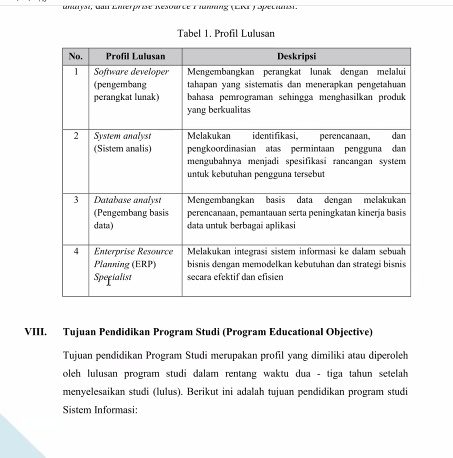 analyst, dan Enterprise Resource Planning (ERP) Specialist.
Tabel 1. Profil Lulusan
No. Profil Lulusan Deskripsi
1 Software developer (pengembang perangkat lunak)
Mengembangkan perangkat lunak dengan melalui
tahapan yang sistematis dan menerapkan pengetahuan
bahasa pemrograman sehingga menghasilkan produk
yang berkualitas
2 System analyst (Sistem analis)
Melakukan identifikasi, perencanaan, dan
pengkoordinasian atas permintaan pengguna dan
mengubahnya menjadi spesifikasi rancangan system
untuk kebutuhan pengguna tersebut
3 Database analyst (Pengembang basis data)
Mengembangkan basis data dengan melakukan
perencanaan, pemantauan serta peningkatan kinerja basis
data untuk berbagai aplikasi
4 Enterprise Resource Planning (ERP) Specialist
Melakukan integrasi sistem informasi ke dalam sebuah
bisnis dengan memodelkan kebutuhan dan strategi bisnis
secara efektif dan efisien
VIII. Tujuan Pendidikan Program Studi (Program Educational Objective)
Tujuan pendidikan Program Studi merupakan profil yang dimiliki atau diperoleh
oleh lulusan program studi dalam rentang waktu dua - tiga tahun setelah
menyelesaikan studi (lulus). Berikut ini adalah tujuan pendidikan program studi
Sistem Informasi: